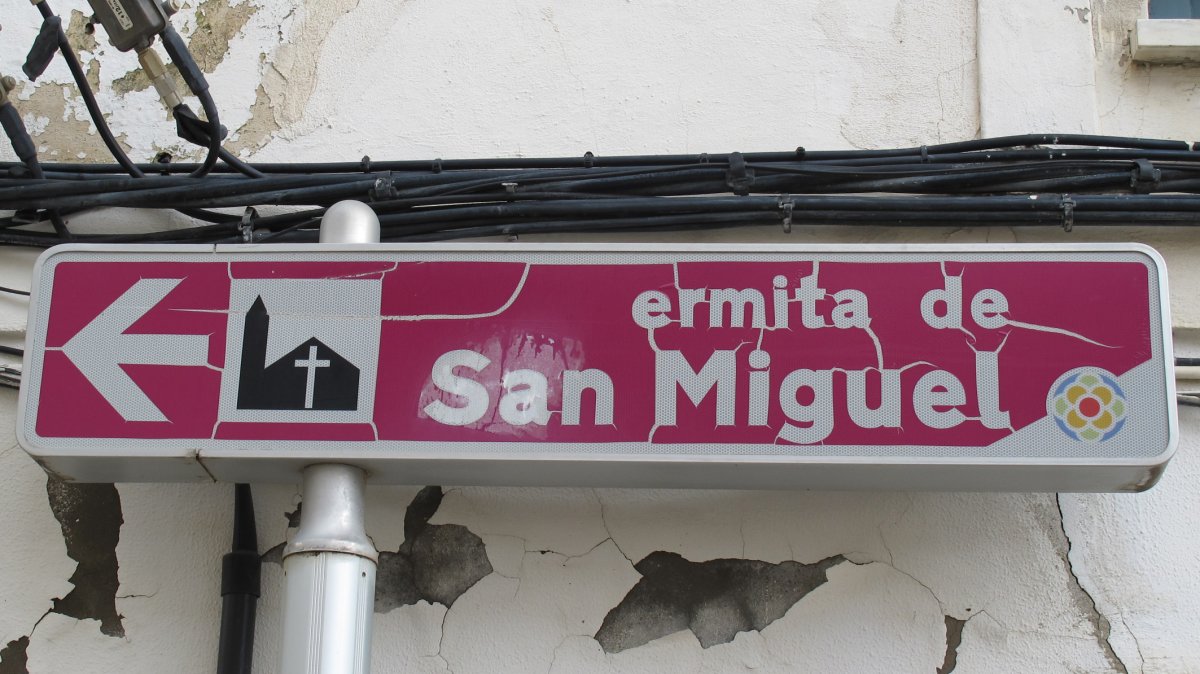 ermita de
San Miguel